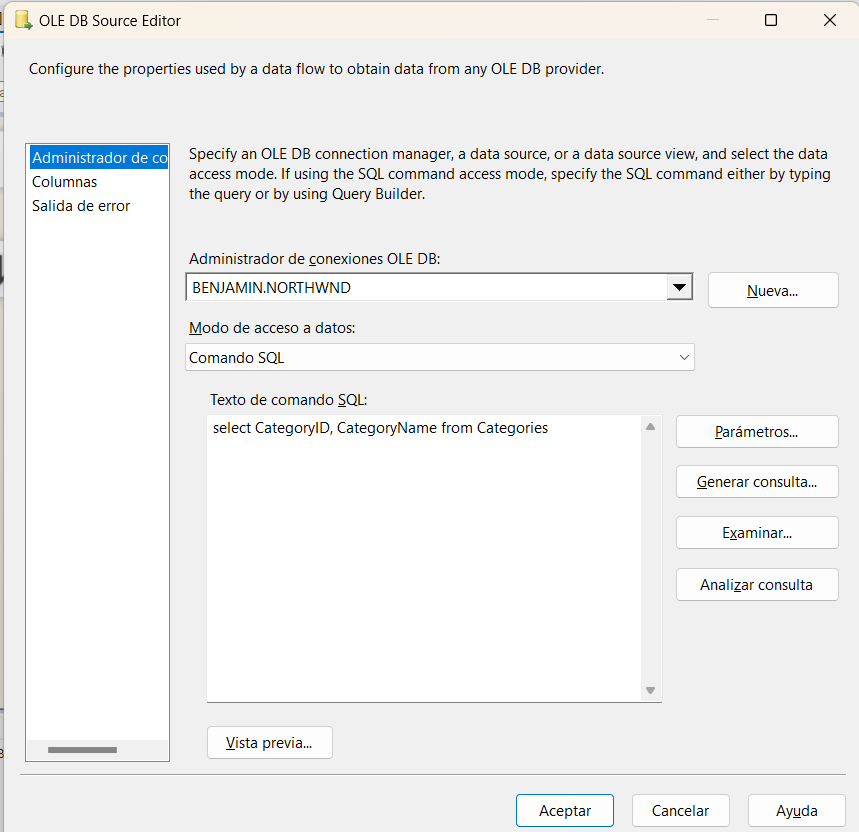 OLE DB Source Editor
Configure the properties used by a data flow to obtain data from any OLE DB provider.
Administrador de co
Columnas
Salida de error
Specify an OLE DB connection manager, a data source, or a data source view, and select the data
access mode. If using the SQL command access mode, specify the SQL command either by typing
the query or by using Query Builder.
Administrador de conexiones OLE DB:
BENJAMIN.NORTHWND
Nueva...
Modo de acceso a datos:
Comando SQL
Texto de comando SQL:
select CategoryID, CategoryName from Categories
Parámetros...
Generar consulta...
Examinar...
Analizar consulta
Vista previa...
Aceptar
Cancelar
Ayuda